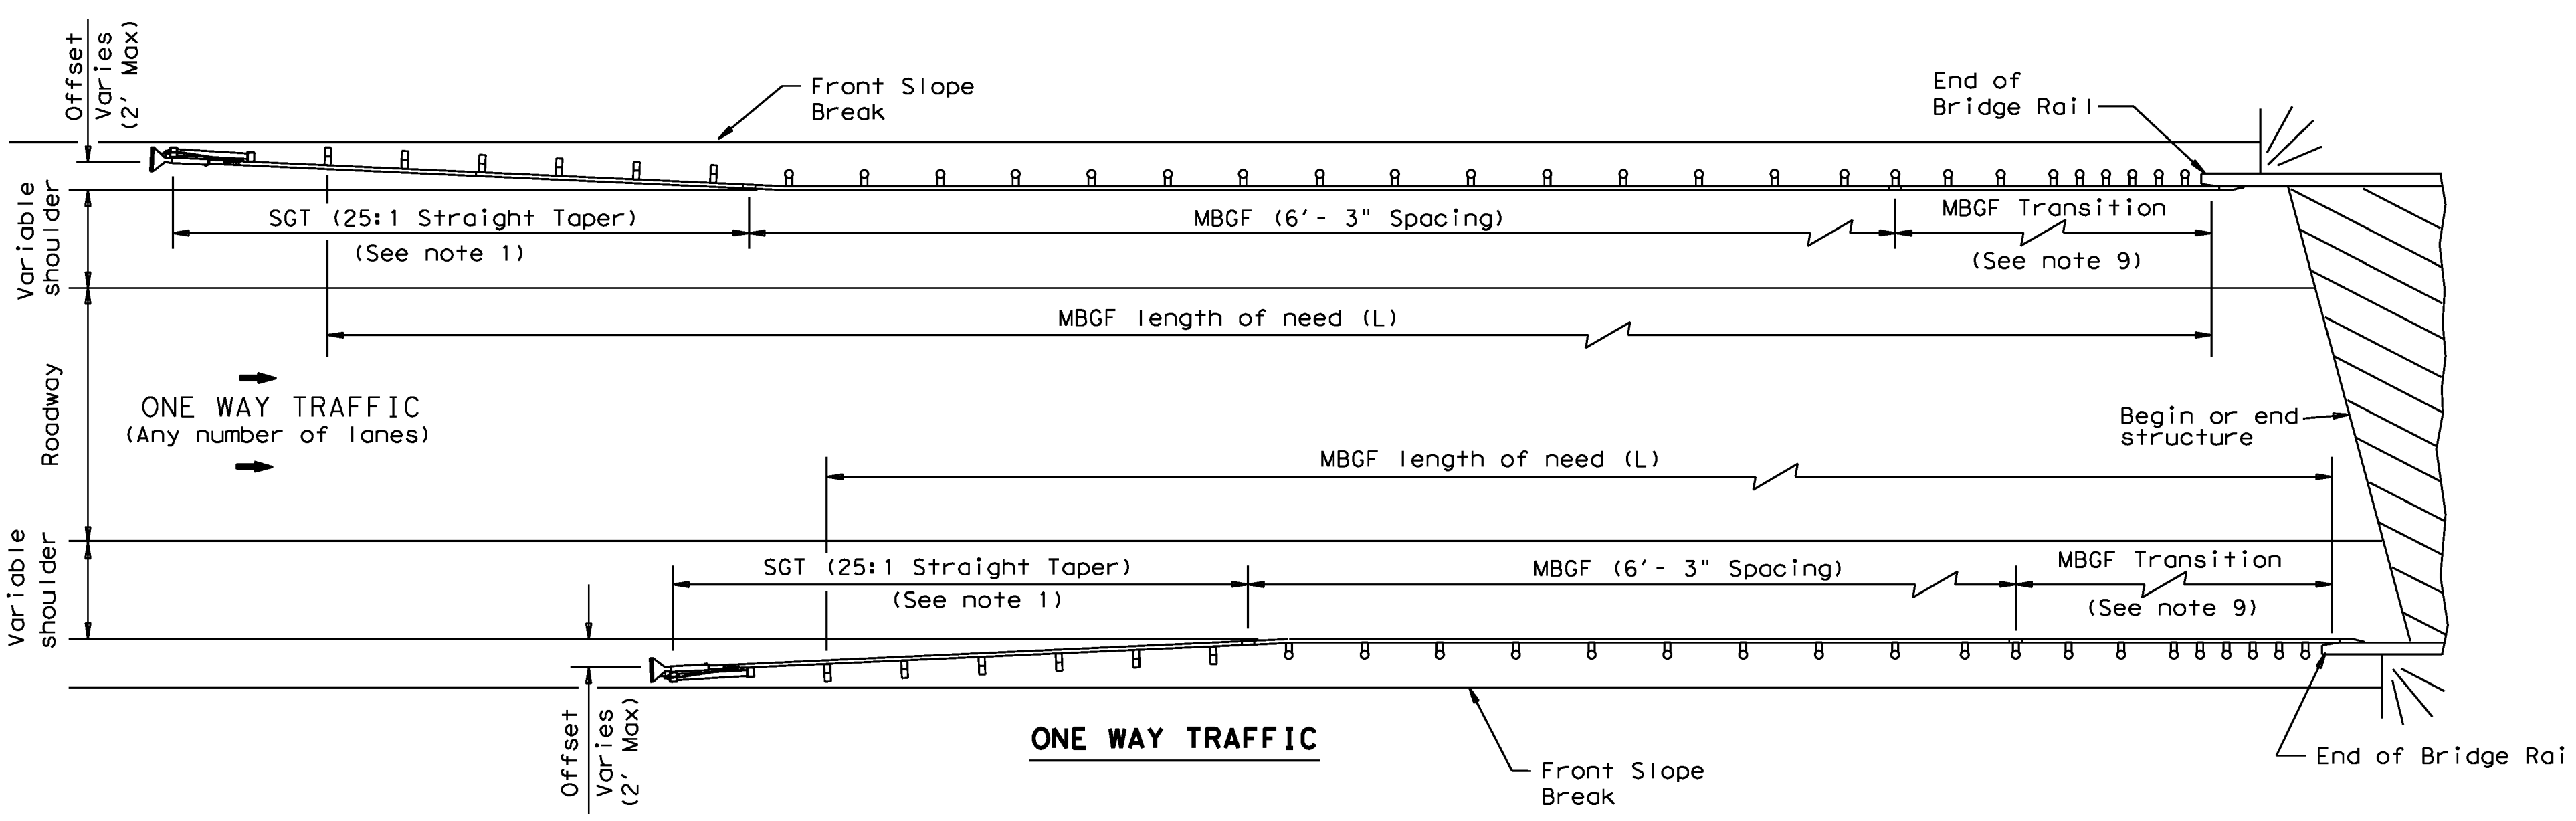 Offset
Varies
(2' Max)
Front Slope
Break
End of
Bridge Rail
Variable
shoulder
SGT (25:1 Straight Taper)
(See note 1)
MBGF (6'- 3" Spacing)
MBGF Transition
(See note 9)
MBGF length of need (L)
Roadway
ONE WAY TRAFFIC
(Any number of lanes)
Begin or end
structure
MBGF length of need (L)
Variable
shoulder
SGT (25:1 Straight Taper)
(See note 1)
MBGF (6'- 3" Spacing)
MBGF Transition
(See note 9)
Offset
Varies
(2' Max)
ONE WAY TRAFFIC
Front Slope
Break
End of Bridge Rai